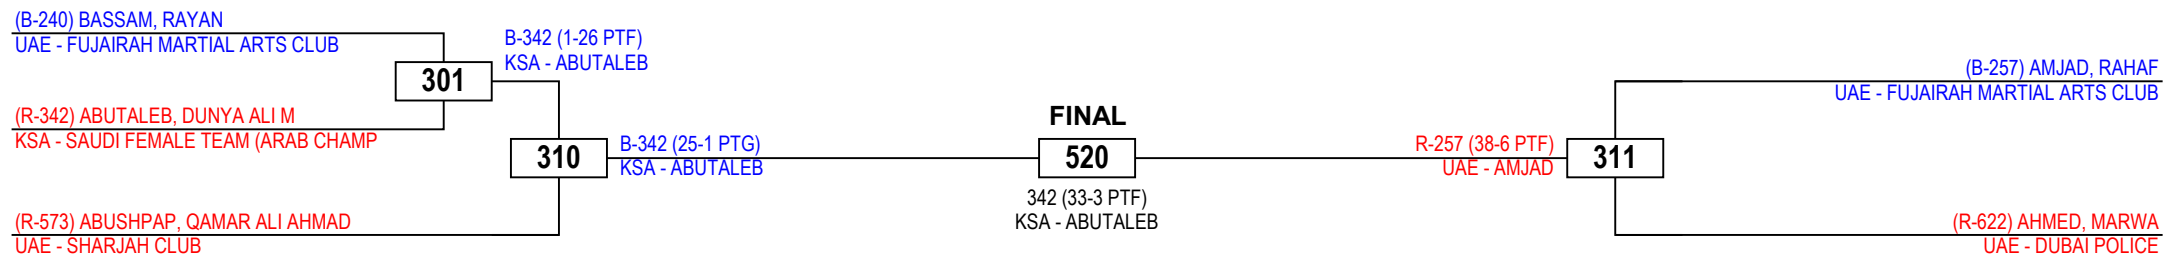 (B-240) BASSAM, RAYAN
UAE - FUJAIRAH MARTIAL ARTS CLUB
B-342 (1-26 PTF)
KSA - ABUTALEB
301
(R-342) ABUTALEB, DUNYA ALI M
KSA - SAUDI FEMALE TEAM (ARAB CHAMP
310
B-342 (25-1 PTG)
KSA - ABUTALEB
(R-573) ABUSHPAP, QAMAR ALI AHMAD
UAE - SHARJAH CLUB
FINAL
520
342 (33-3 PTF)
KSA - ABUTALEB
(B-257) AMJAD, RAHAF
UAE - FUJAIRAH MARTIAL ARTS CLUB
R-257 (38-6 PTF)
UAE - AMJAD
311
(R-622) AHMED, MARWA
UAE - DUBAI POLICE